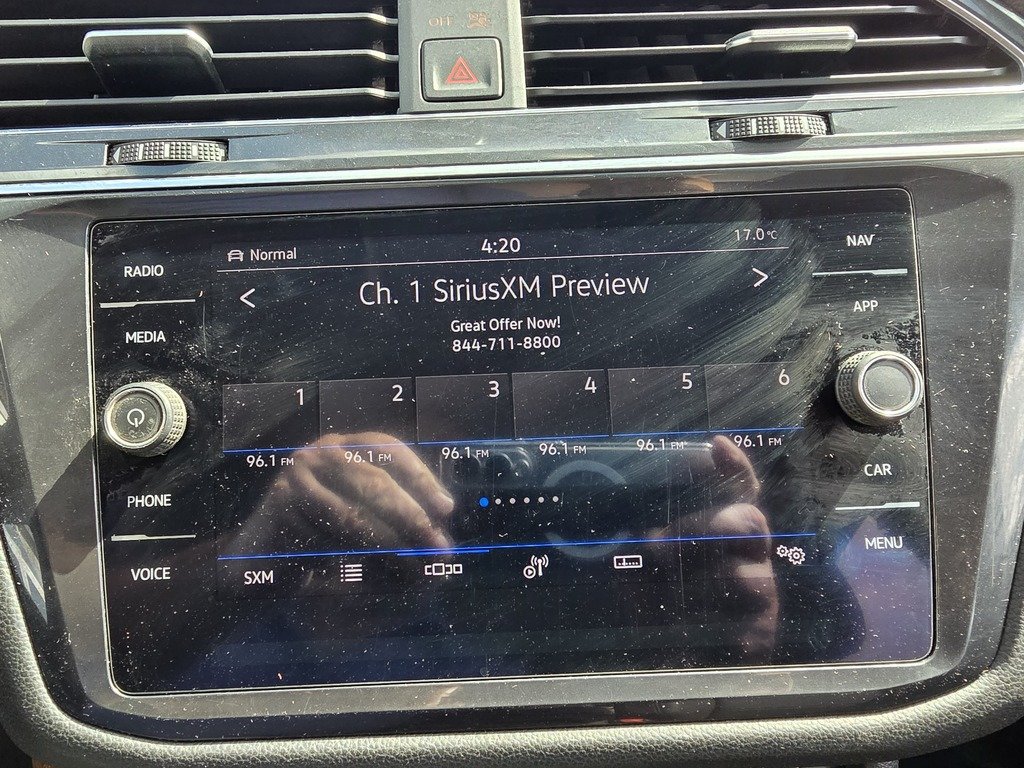 OFF
RADIO
MEDIA
PHONE
VOICE
Normal
4:20
17.0°C
< Ch. 1 SiriusXM Preview >
Great Offer Now!
844-711-8800
1 2 3 4 5 6
96.1 FM 96.1 FM 96.1 FM 96.1 FM 96.1 FM 96.1 FM
SXM
NAV
APP
CAR
MENU